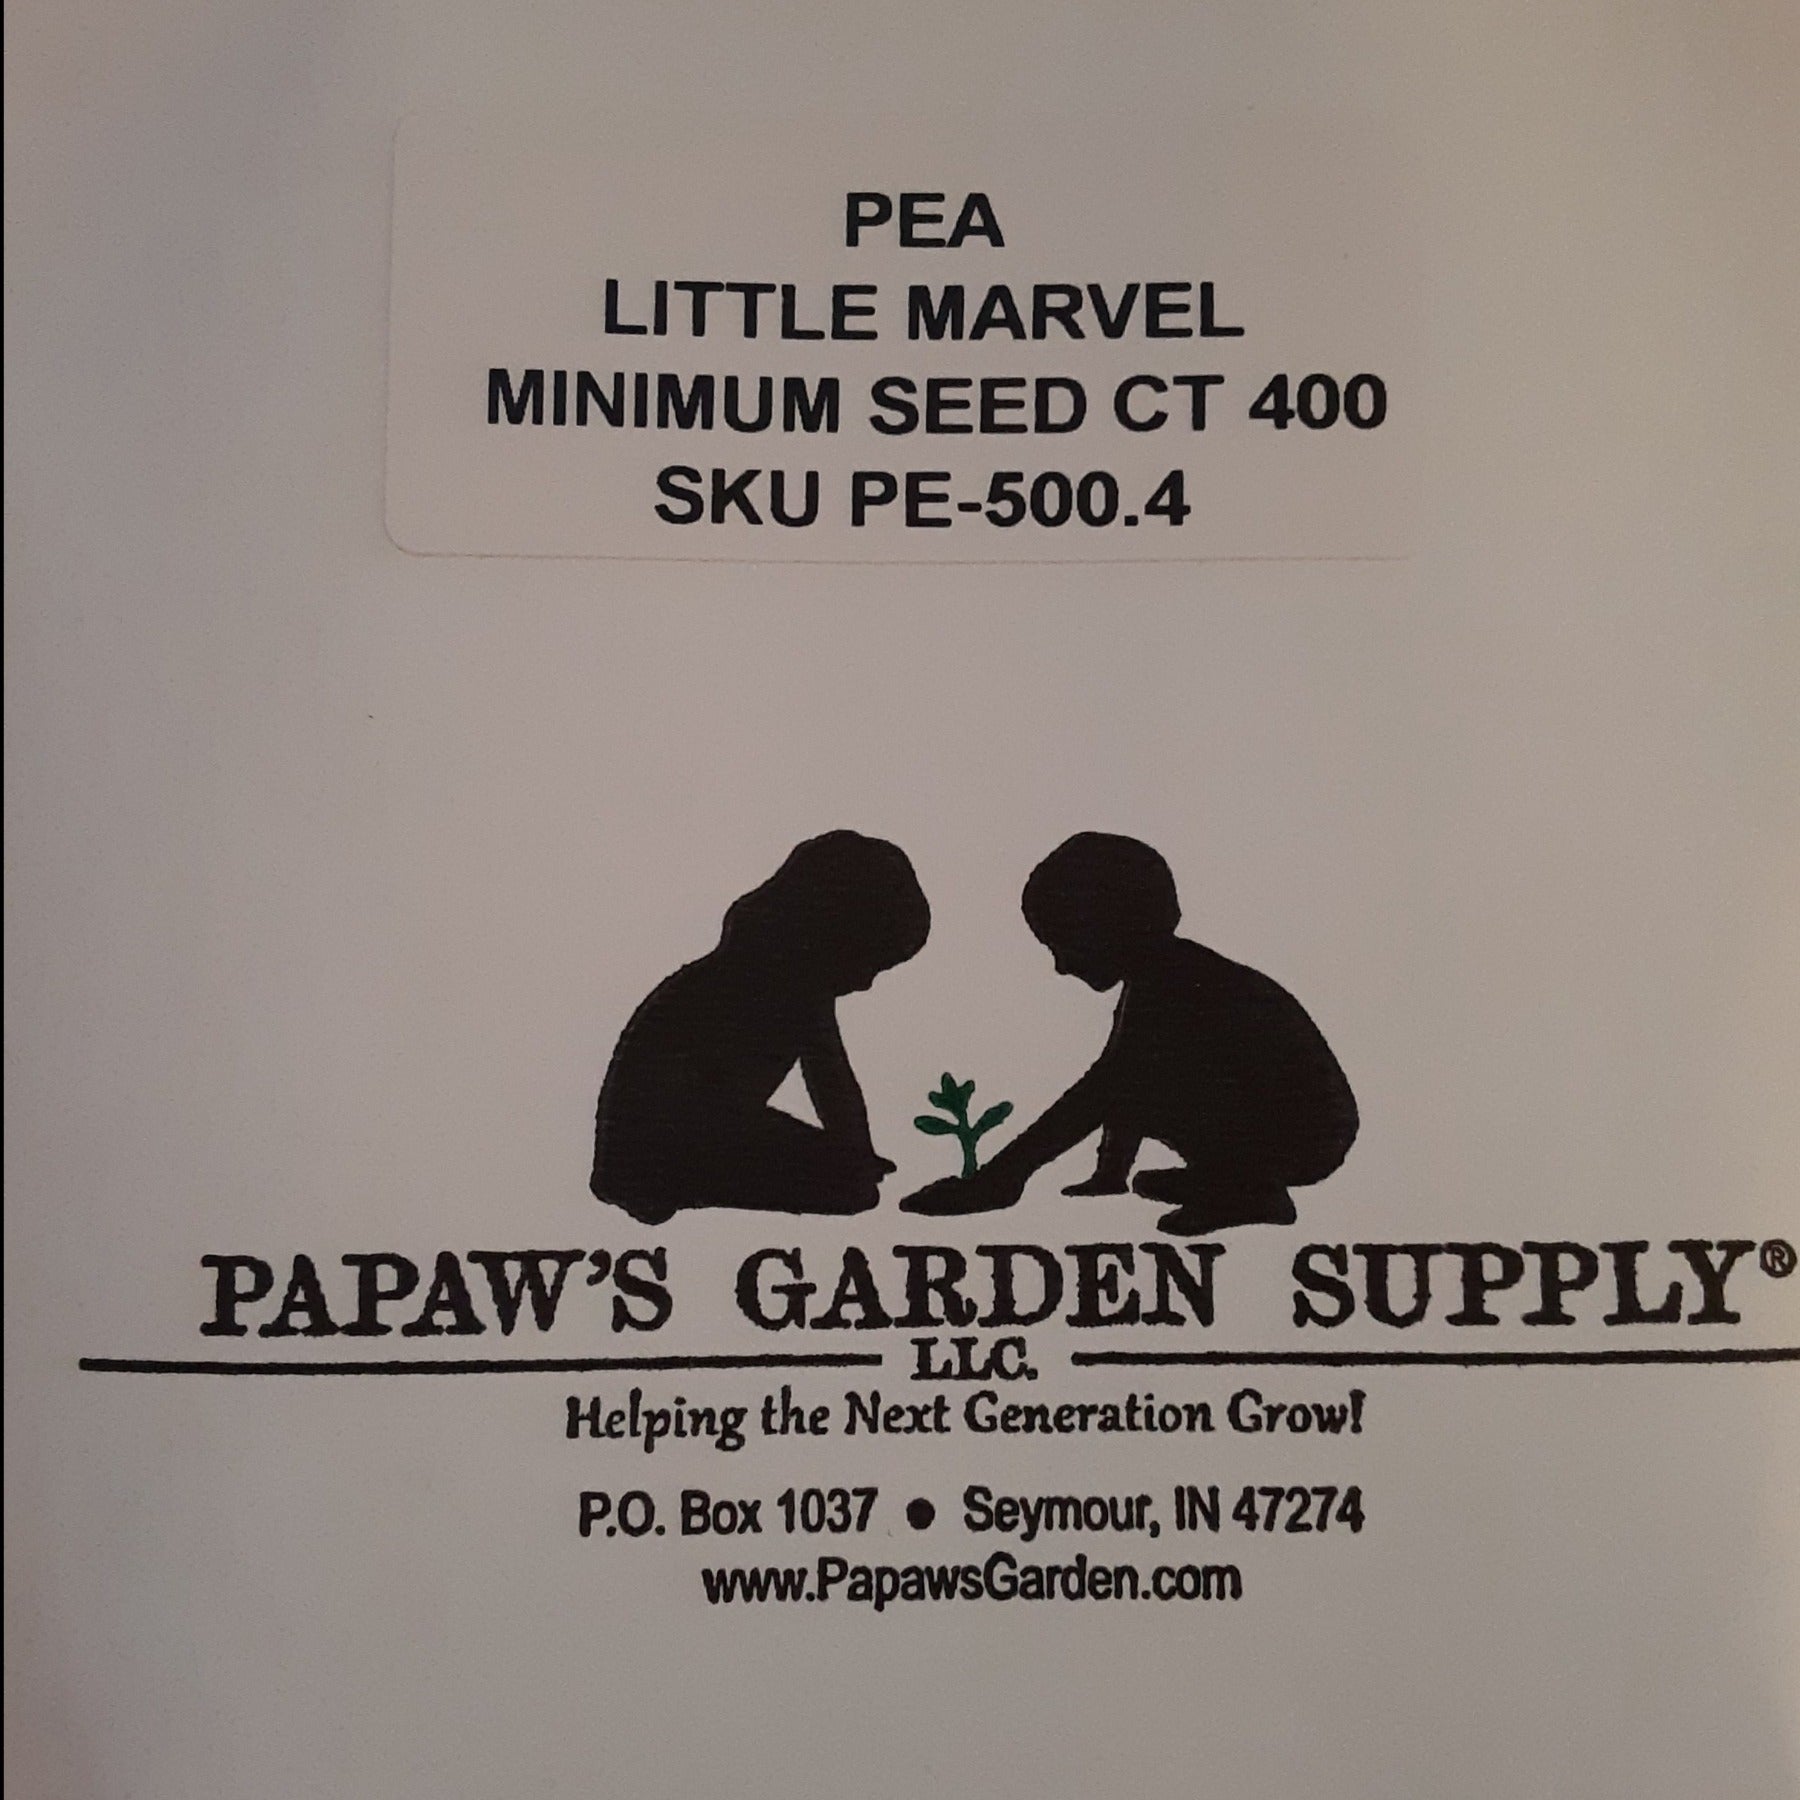 PEA
LITTLE MARVEL
MINIMUM SEED CT 400
SKU PE-500.4
PAPAW'S GARDEN SUPPLY®
LLC.
Helping the Next Generation Grow!
P.O. Box 1037 ● Seymour, IN 47274
www.PapawsGarden.com